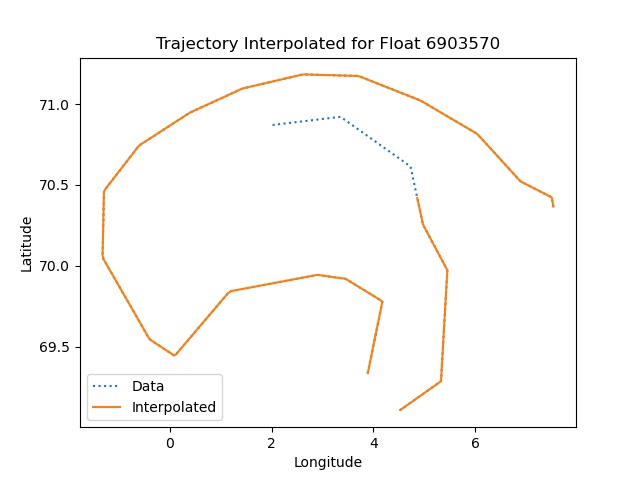 Trajectory Interpolated for Float 6903570
71.0
70.5
70.0
69.5
Latitude
Data
Interpolated
0
2
4
6
Longitude